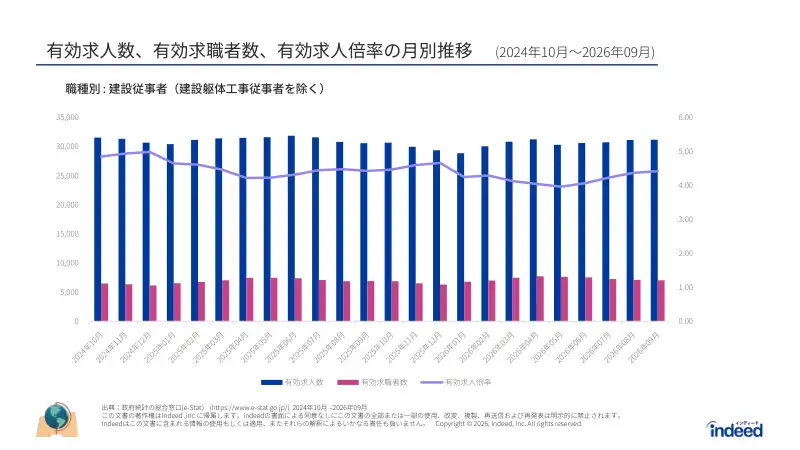 有効求人数、有効求職者数、有効求人倍率の月別推移 (2024年10月～2026年09月)
職種別 : 建設従事者（建設躯体工事従事者を除く）
35,000
30,000
25,000
20,000
15,000
10,000
5,000
0
6.00
5.00
4.00
3.00
2.00
1.00
0.00
2024年10月
2024年11月
2024年12月
2025年01月
2025年02月
2025年03月
2025年04月
2025年05月
2025年06月
2025年07月
2025年08月
2025年09月
2025年10月
2025年11月
2025年12月
2026年01月
2026年02月
2026年03月
2026年04月
2026年05月
2026年06月
2026年07月
2026年08月
2026年09月
有効求人数 有効求職者数 有効求人倍率
出典：政府統計の総合窓口(e-Stat) (https://www.e-stat.go.jp/) 2024年10月 -2026年09月
この文書の著作権はIndeed ,Inc.に帰属します。Indeedの書面による同意なしにこの文書の全部または一部の使用、改変、複製、再送信および再発表は明示的に禁止されます。
Indeedはこの文書に含まれる情報の使用もしくは適用、またそれらの解釈によるいかなる責任も負いません。 Copyright © 2026, Indeed, Inc. All rights reserved.
インディード
indeed